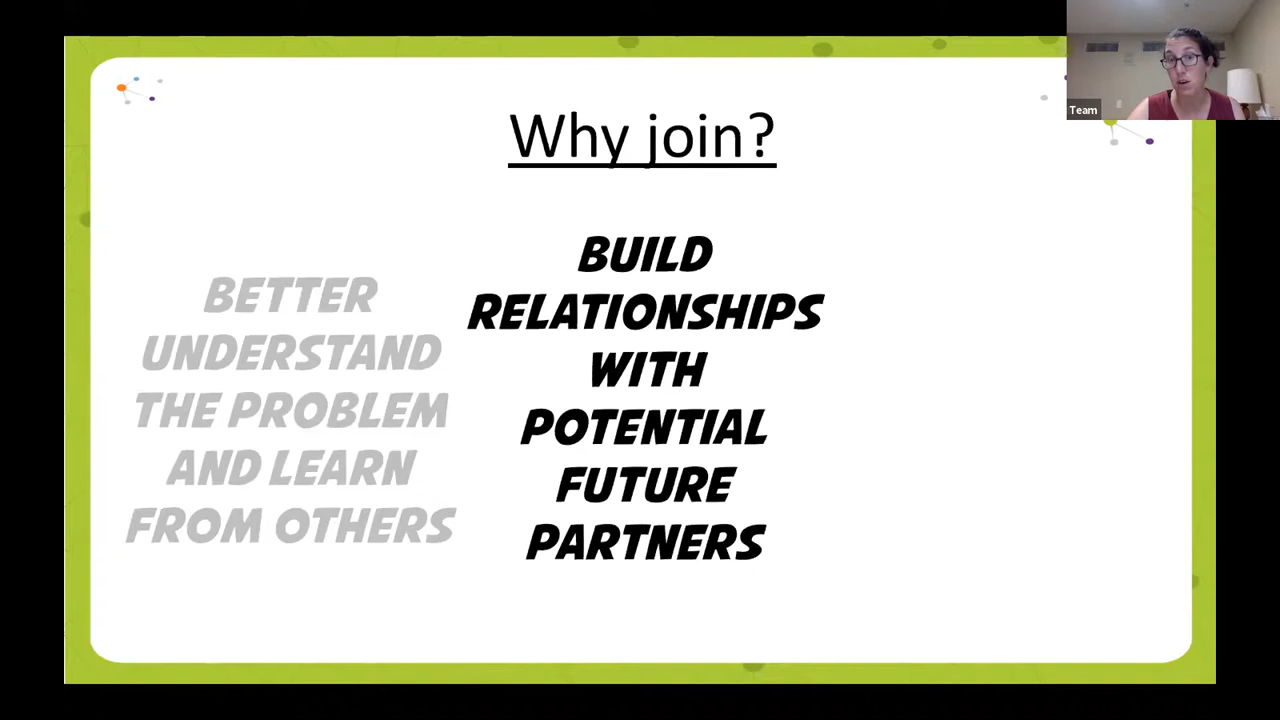 Why join?
BETTER
UNDERSTAND
THE PROBLEM
AND LEARN
FROM OTHERS
BUILD
RELATIONSHIPS
WITH
POTENTIAL
FUTURE
PARTNERS
Team